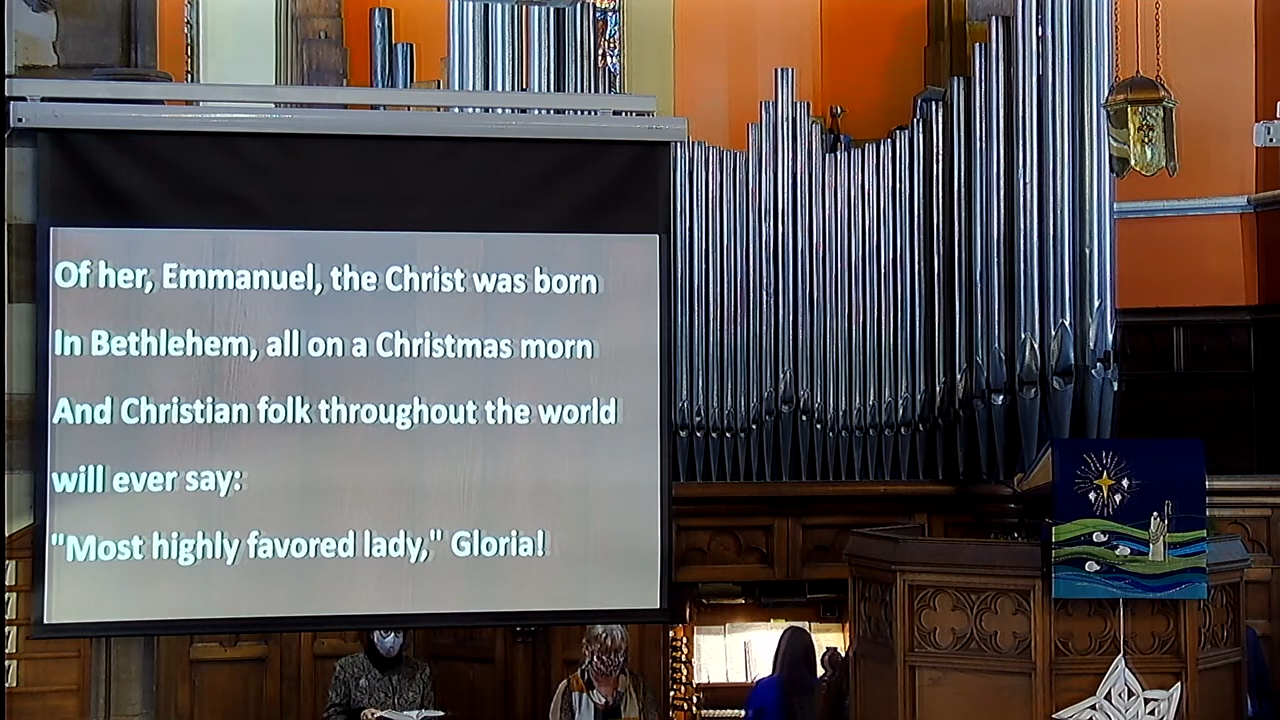 Of her, Emmanuel, the Christ was born
In Bethlehem, all on a Christmas morn
And Christian folk throughout the world
will ever say:
"Most highly favored lady," Gloria!